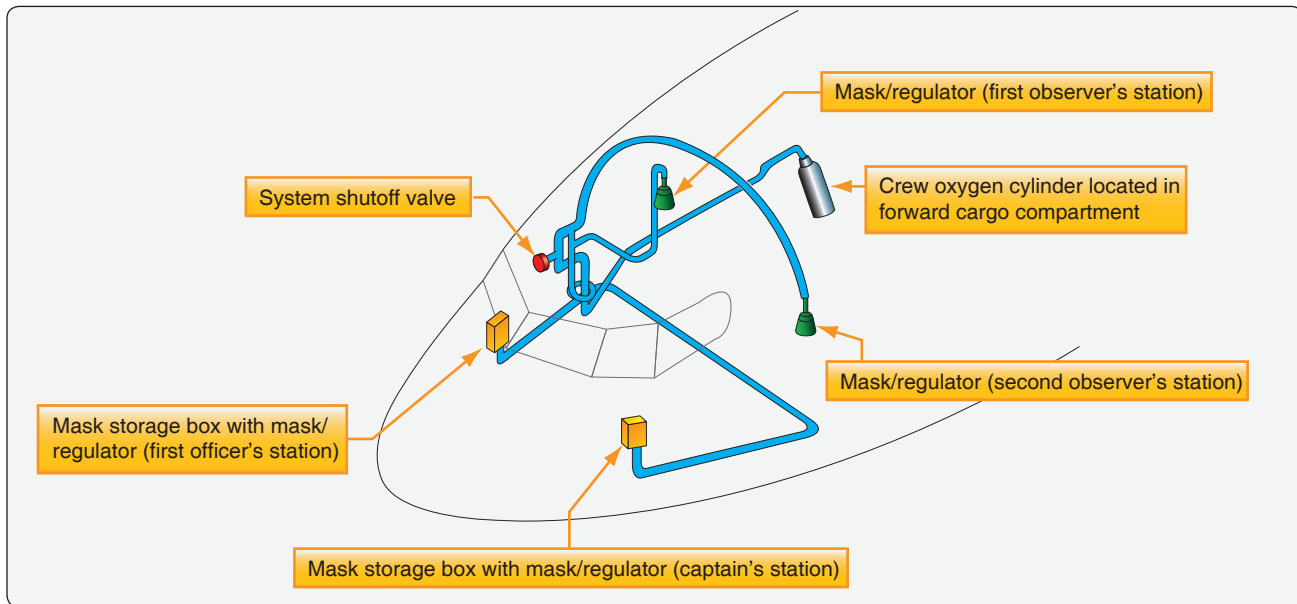 Mask/regulator (first observer’s station)
System shutoff valve
Crew oxygen cylinder located in
forward cargo compartment
Mask/regulator (second observer’s station)
Mask storage box with mask/
regulator (first officer’s station)
Mask storage box with mask/regulator (captain’s station)